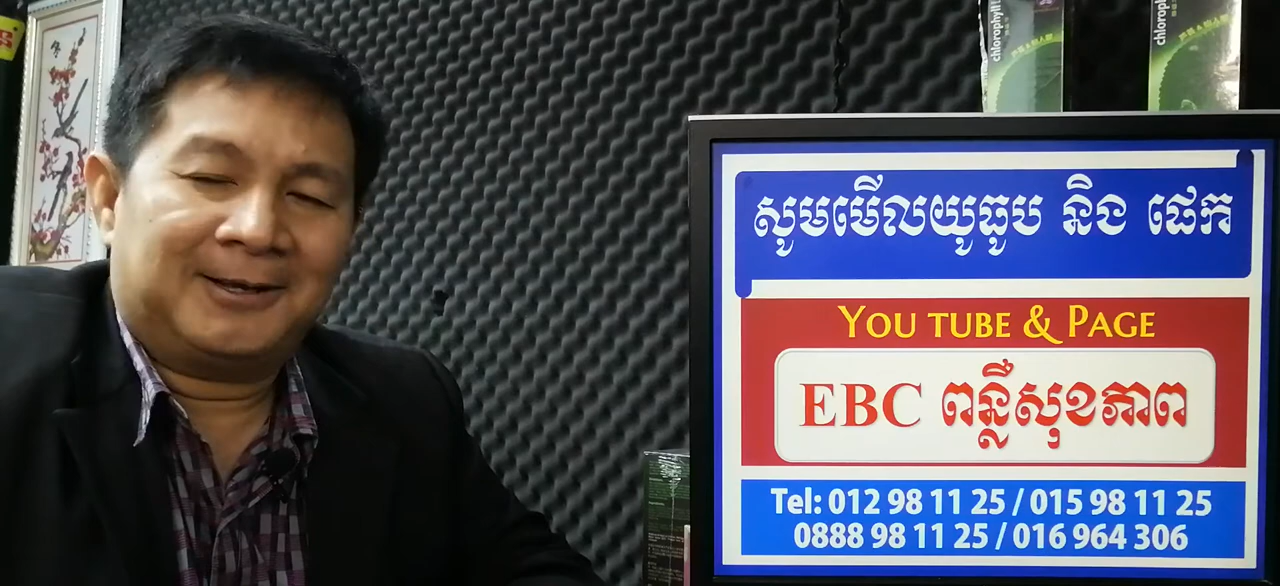 chlorophyll
chlorophyll
សូមមើលយូធូប និង ផេក
YOU TUBE & PAGE
EBC ពន្លឺសុខភាព
Tel: 012 98 11 25 / 015 98 11 25
0888 98 11 25 / 016 964 306